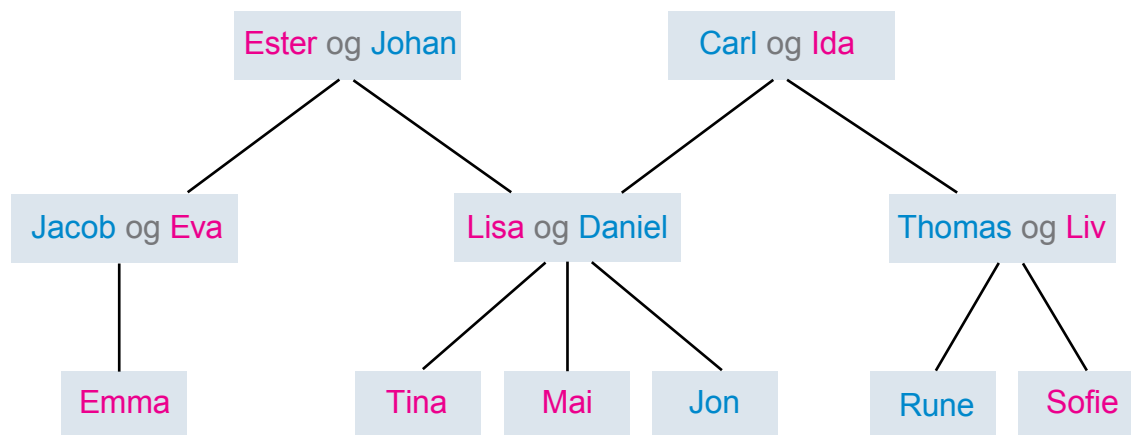 Ester og Johan
Carl og Ida
Jacob og Eva
Lisa og Daniel
Thomas og Liv
Emma
Tina
Mai
Jon
Rune
Sofie